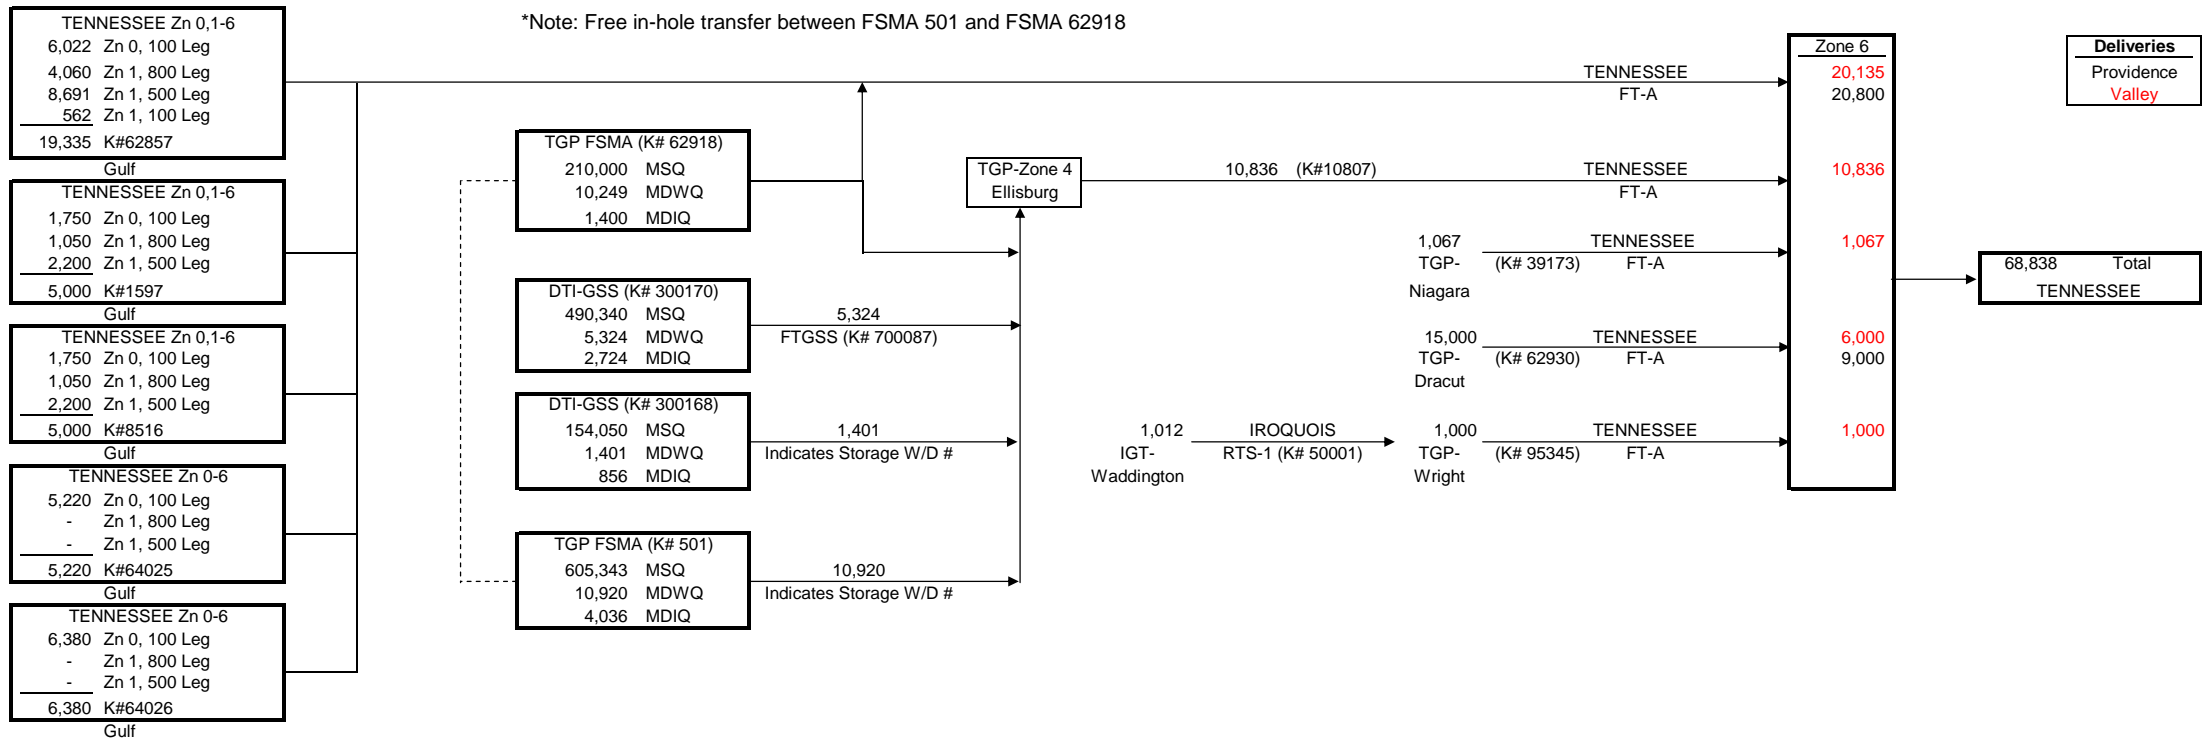 *Note: Free in-hole transfer between FSMA 501 and FSMA 62918
TENNESSEE Zn 0,1-6
6,022 Zn 0, 100 Leg
4,060 Zn 1, 800 Leg
8,691 Zn 1, 500 Leg
562 Zn 1, 100 Leg
19,335 K#62857
Gulf
TENNESSEE Zn 0,1-6
1,750 Zn 0, 100 Leg
1,050 Zn 1, 800 Leg
2,200 Zn 1, 500 Leg
5,000 K#1597
Gulf
TENNESSEE Zn 0,1-6
1,750 Zn 0, 100 Leg
1,050 Zn 1, 800 Leg
2,200 Zn 1, 500 Leg
5,000 K#8516
Gulf
TENNESSEE Zn 0-6
5,220 Zn 0, 100 Leg
- Zn 1, 800 Leg
- Zn 1, 500 Leg
5,220 K#64025
Gulf
TENNESSEE Zn 0-6
6,380 Zn 0, 100 Leg
- Zn 1, 800 Leg
- Zn 1, 500 Leg
6,380 K#64026
Gulf
TGP FSMA (K# 62918)
210,000 MSQ
10,249 MDWQ
1,400 MDIQ
DTI-GSS (K# 300170)
490,340 MSQ
5,324 MDWQ
2,724 MDIQ
5,324
FTGSS (K# 700087)
DTI-GSS (K# 300168)
154,050 MSQ
1,401 MDWQ
856 MDIQ
1,401
Indicates Storage W/D #
TGP FSMA (K# 501)
605,343 MSQ
10,920 MDWQ
4,036 MDIQ
10,920
Indicates Storage W/D #
TGP-Zone 4
Ellisburg
10,836 (K#10807)
TENNESSEE
FT-A
TENNESSEE
FT-A
1,067
TGP-
Niagara
TENNESSEE
(K# 39173) FT-A
15,000
TGP-
Dracut
TENNESSEE
(K# 62930) FT-A
1,012
IGT-
Waddington
IROQUOIS
RTS-1 (K# 50001)
1,000
TGP-
Wright
TENNESSEE
(K# 95345) FT-A
Zone 6
20,135
20,800
10,836
1,067
6,000
9,000
1,000
Deliveries
Providence
Valley
68,838 Total
TENNESSEE